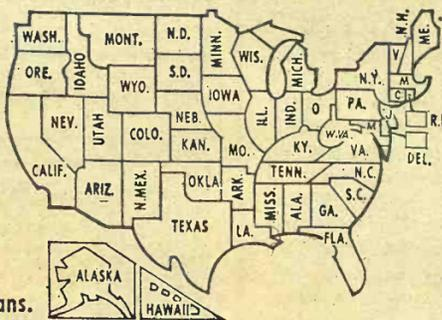 WASH.
MONT.
N.D.
MINN.
N.H.
ME.
ORE.
IDAHO
S.D.
WIS.
MICH.
V
WYO.
N.Y.
M
IOWA
C
NEV.
UTAH
NEB.
ILL.
IND.
O
PA.
J
R.
COLO.
W.VA.
M
CALIF.
KAN.
MO.
KY.
VA.
DEL.
ARIZ.
N.MEX.
OKLA
ARK.
TENN.
N.C.
S.C.
MISS.
ALA.
GA.
TEXAS
LA.
FLA.
ALASKA
HAWAII
ans.